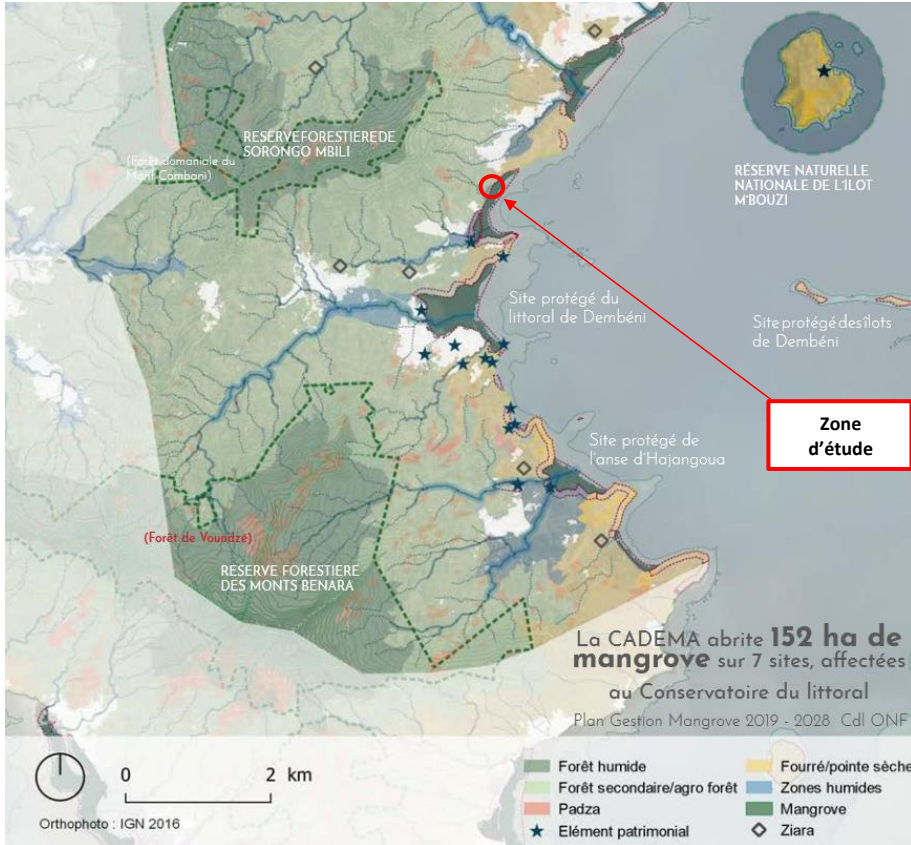 RESERVE FORESTIERE DE
SORONGO MBILI
(Forêt domaniale du
Mont Combani)
RÉSERVE NATURELLE
NATIONALE DE L'ILOT
M'BOUZI
Site protégé du
littoral de Dembéni
Site protégé des îlots
de Dembéni
Zone
d'étude
Site protégé de
l'anse d'Hajangoua
(Forêt de Voundzé)
RESERVE FORESTIERE
DES MONTS BENARA
La CADEMA abrite 152 ha de
mangrove sur 7 sites, affectées
au Conservatoire du littoral
Plan Gestion Mangrove 2019 - 2028 Cdl ONF
0 2 km
Orthophoto : IGN 2016
Forêt humide
Forêt secondaire/agro forêt
Padza
Elément patrimonial
Fourré/pointe sèche
Zones humides
Mangrove
Ziara